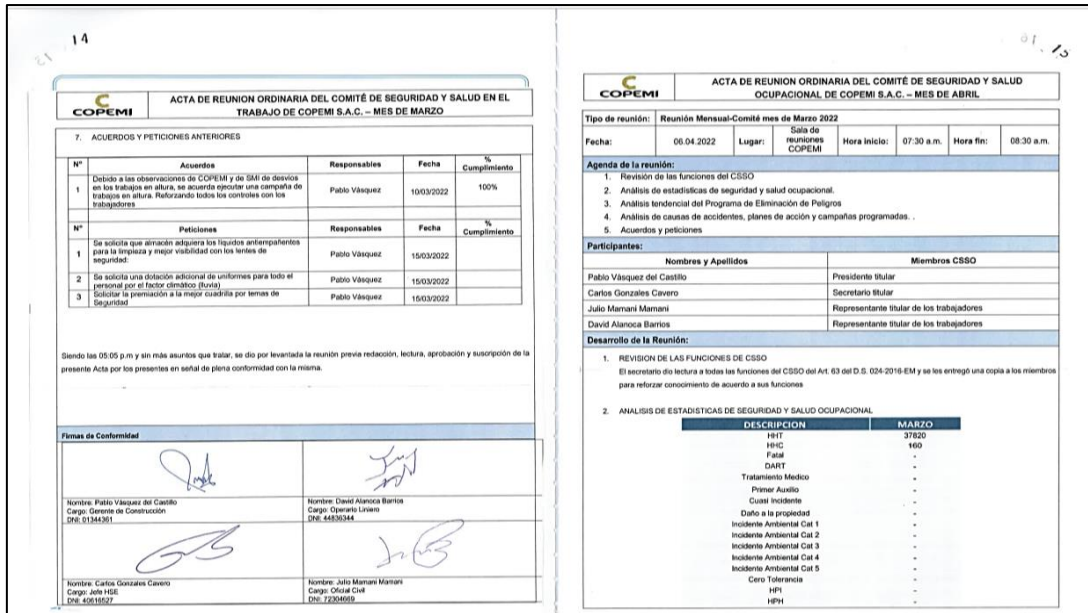 14
COPEMI
ACTA DE REUNION ORDINARIA DEL COMITÉ DE SEGURIDAD Y SALUD EN EL
TRABAJO DE COPEMI S.A.C. – MES DE MARZO
7. ACUERDOS Y PETICIONES ANTERIORES
N° Acuerdos Responsables Fecha % Cumplimiento
1 Debido a las observaciones de COPEMI y de SMI de desvios
en los trabajos en altura, se acuerda ejecutar una campaña de
trabajos en altura. Reforzando todos los controles con los
trabajadores
Pablo Vásquez 10/03/2022 100%
N° Peticiones Responsables Fecha % Cumplimiento
1 Se solicita que almacén adquiera los líquidos antiempañentes
para la limpieza y mejor visibilidad con los lentes de
seguridad.
Pablo Vásquez 15/03/2022
2 Se solicita una dotación adicional de uniformes para todo el
personal por el factor climático (lluvia)
Pablo Vásquez 15/03/2022
3 Solicitar la premiación a la mejor cuadrilla por temas de
Seguridad
Pablo Vásquez 16/03/2022
Siendo las 05:05 p.m y sin más asuntos que tratar, se dio por levantada la reunión previa redacción, lectura, aprobación y suscripción de la
presente Acta por los presentes en señal de plena conformidad con la misma.
Firmas de Conformidad
Nombre: Pablo Vásquez del Castillo
Cargo: Gerente de Construcción
DNI: 01344361
Nombre: David Alanoca Barrios
Cargo: Operario Liniero
DNI: 44836344
Nombre: Carlos Gonzales Cavero
Cargo: Jefe HSE
DNI: 40616527
Nombre: Julio Mamani Mamani
Cargo: Oficial Civil
DNI: 72304669
15
COPEMI
ACTA DE REUNION ORDINARIA DEL COMITÉ DE SEGURIDAD Y SALUD
OCUPACIONAL DE COPEMI S.A.C. – MES DE ABRIL
Tipo de reunión: Reunión Mensual-Comité mes de Marzo 2022
Fecha: 06.04.2022 Lugar: Sala de reuniones COPEMI Hora inicio: 07:30 a.m. Hora fin: 08:30 a.m.
Agenda de la reunión:
1. Revisión de las funciones del CSSO
2. Análisis de estadísticas de seguridad y salud ocupacional.
3. Análisis tendencial del Programa de Eliminación de Peligros
4. Análisis de causas de accidentes, planes de acción y campañas programadas. .
5. Acuerdos y peticiones
Participantes:
Nombres y Apellidos Miembros CSSO
Pablo Vásquez del Castillo Presidente titular
Carlos Gonzales Cavero Secretario titular
Julio Mamani Mamani Representante titular de los trabajadores
David Alanoca Barrios Representante titular de los trabajadores
Desarrollo de la Reunión:
1. REVISION DE LAS FUNCIONES DE CSSO
El secretario dio lectura a todas las funciones del CSSO del Art. 63 del D.S. 024-2016-EM y se les entregó una copia a los miembros
para reforzar conocimiento de acuerdo a sus funciones
2. ANALISIS DE ESTADISTICAS DE SEGURIDAD Y SALUD OCUPACIONAL
DESCRIPCION MARZO
HHT 37820
HHC 160
Fatal -
DART -
Tratamiento Medico -
Primer Auxilio -
Cuasi Incidente -
Daño a la propiedad -
Incidente Ambiental Cat 1 -
Incidente Ambiental Cat 2 -
Incidente Ambiental Cat 3 -
Incidente Ambiental Cat 4 -
Incidente Ambiental Cat 5 -
Cero Tolerancia -
HPI -
HPH -